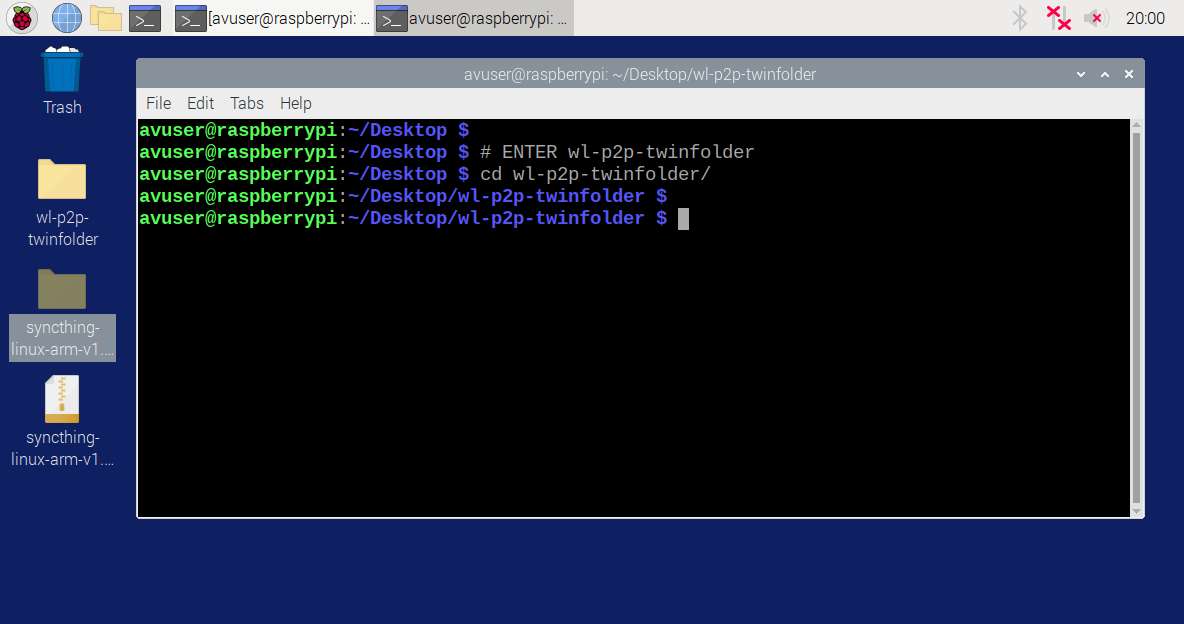 [avuser@raspberrypi: ...
avuser@raspberrypi: ...
20:00
Trash
wl-p2p-
twinfolder
syncthing-
linux-arm-v1....
syncthing-
linux-arm-v1....
avuser@raspberrypi: ~/Desktop/wl-p2p-twinfolder
File Edit Tabs Help
avuser@raspberrypi:~/Desktop $
avuser@raspberrypi:~/Desktop $ # ENTER wl-p2p-twinfolder
avuser@raspberrypi:~/Desktop $ cd wl-p2p-twinfolder/
avuser@raspberrypi:~/Desktop/wl-p2p-twinfolder $
avuser@raspberrypi:~/Desktop/wl-p2p-twinfolder $